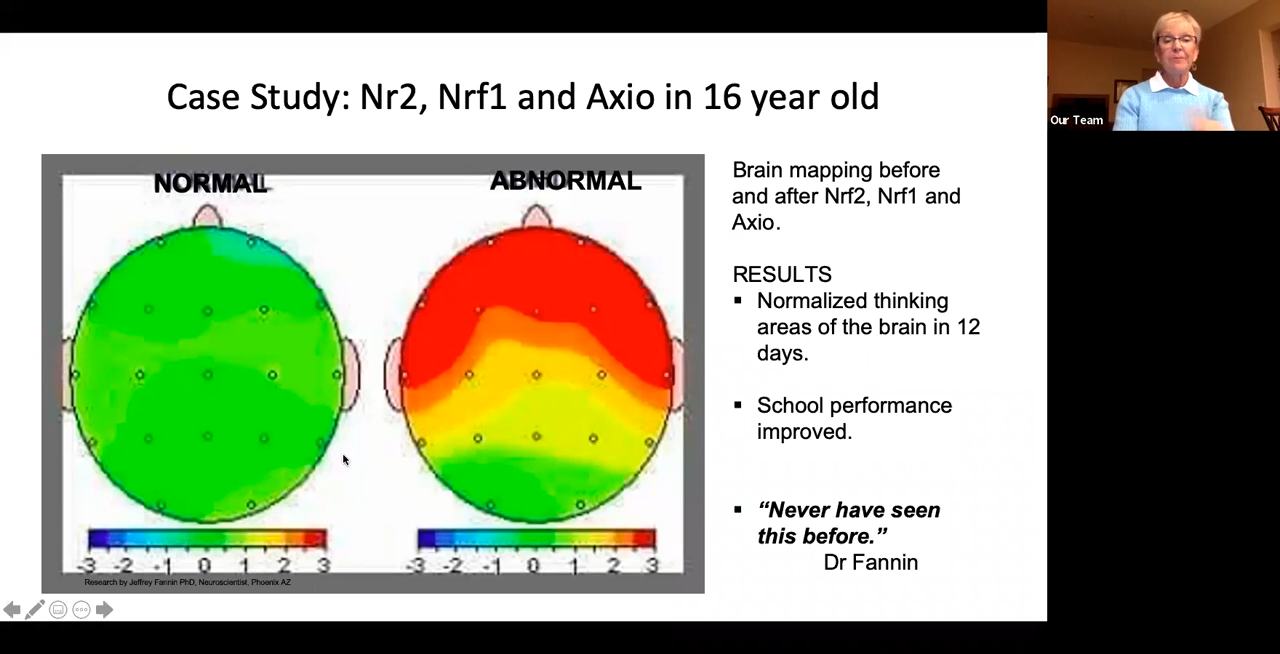 Case Study: Nr2, Nrf1 and Axio in 16 year old
Our Team
NORMAL
ABNORMAL
-3 -2 -1 0 1 2 3
-3 -2 -1 0 1 2 3
Research by Jeffrey Fannin PhD, Neuroscientist, Phoenix AZ
Brain mapping before
and after Nrf2, Nrf1 and
Axio.
RESULTS
▪ Normalized thinking
areas of the brain in 12
days.
▪ School performance
improved.
▪ “Never have seen
this before.”
Dr Fannin